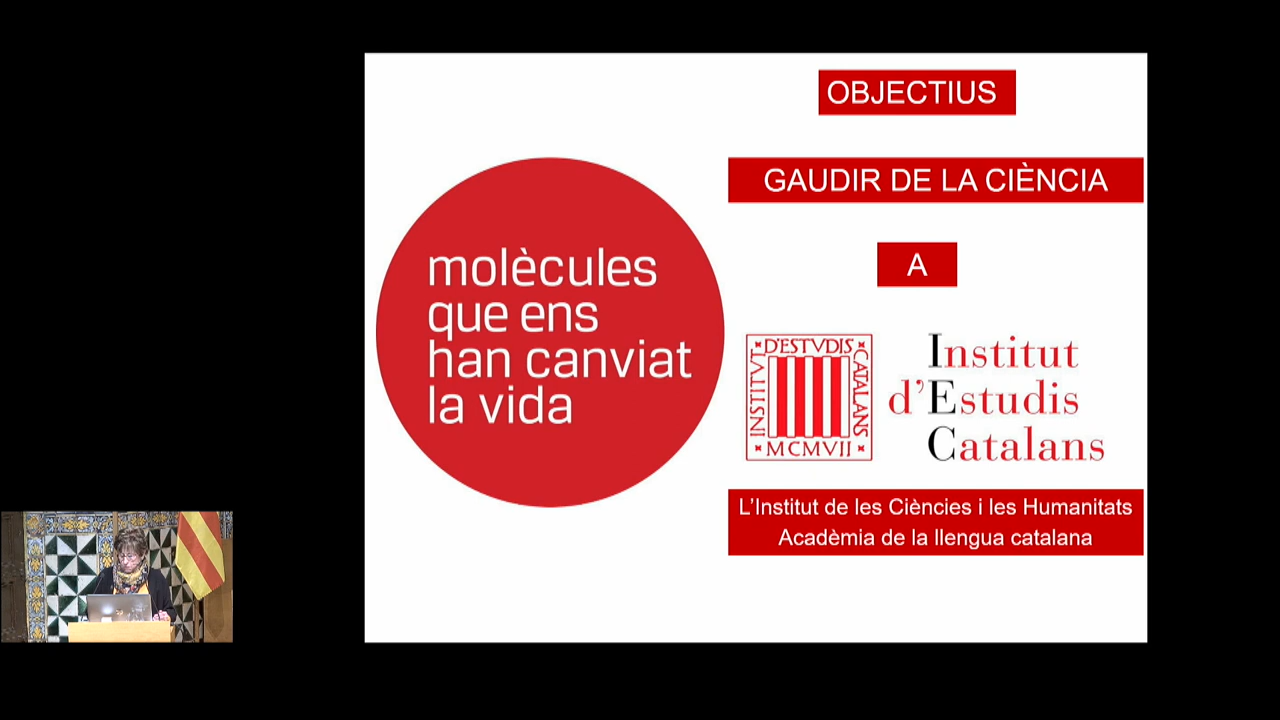 OBJECTIUS
GAUDIR DE LA CIÈNCIA
A
molècules
que ens
han canviat
la vida
INSTITVT
D'ESTVDIS
CATALANS
MCMVII
Institut
d'Estudis
Catalans
L'Institut de les Ciències i les Humanitats
Acadèmia de la llengua catalana